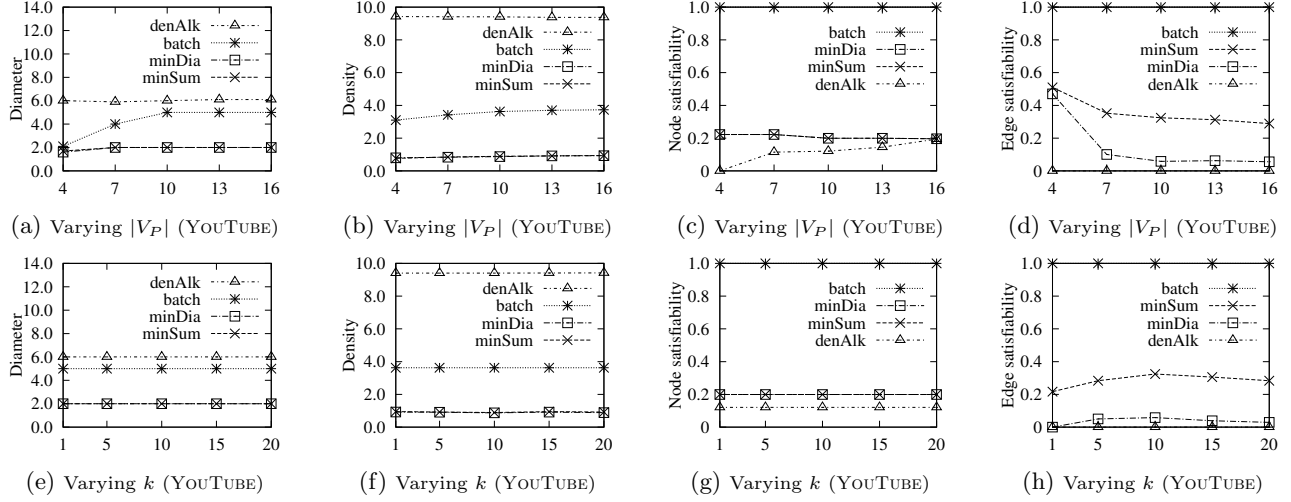 14.0
12.0
10.0
8.0
6.0
4.0
2.0
0.0
Diameter
denAlk
batch
minDia
minSum
4 7 10 13 16
(a) Varying |V_P| (YOUTUBE)
10.0
8.0
6.0
4.0
2.0
0.0
Density
denAlk
batch
minDia
minSum
4 7 10 13 16
(b) Varying |V_P| (YOUTUBE)
1.0
0.8
0.6
0.4
0.2
0
Node satisfiability
batch
minDia
minSum
denAlk
4 7 10 13 16
(c) Varying |V_P| (YOUTUBE)
1.0
0.8
0.6
0.4
0.2
0
Edge satisfiability
batch
minSum
minDia
denAlk
4 7 10 13 16
(d) Varying |V_P| (YOUTUBE)
14.0
12.0
10.0
8.0
6.0
4.0
2.0
0.0
Diameter
denAlk
batch
minDia
minSum
1 5 10 15 20
(e) Varying k (YOUTUBE)
10.0
8.0
6.0
4.0
2.0
0.0
Density
denAlk
batch
minDia
minSum
1 5 10 15 20
(f) Varying k (YOUTUBE)
1.0
0.8
0.6
0.4
0.2
0
Node satisfiability
batch
minDia
minSum
denAlk
1 5 10 15 20
(g) Varying k (YOUTUBE)
1.0
0.8
0.6
0.4
0.2
0
Edge satisfiability
batch
minSum
minDia
denAlk
1 5 10 15 20
(h) Varying k (YOUTUBE)